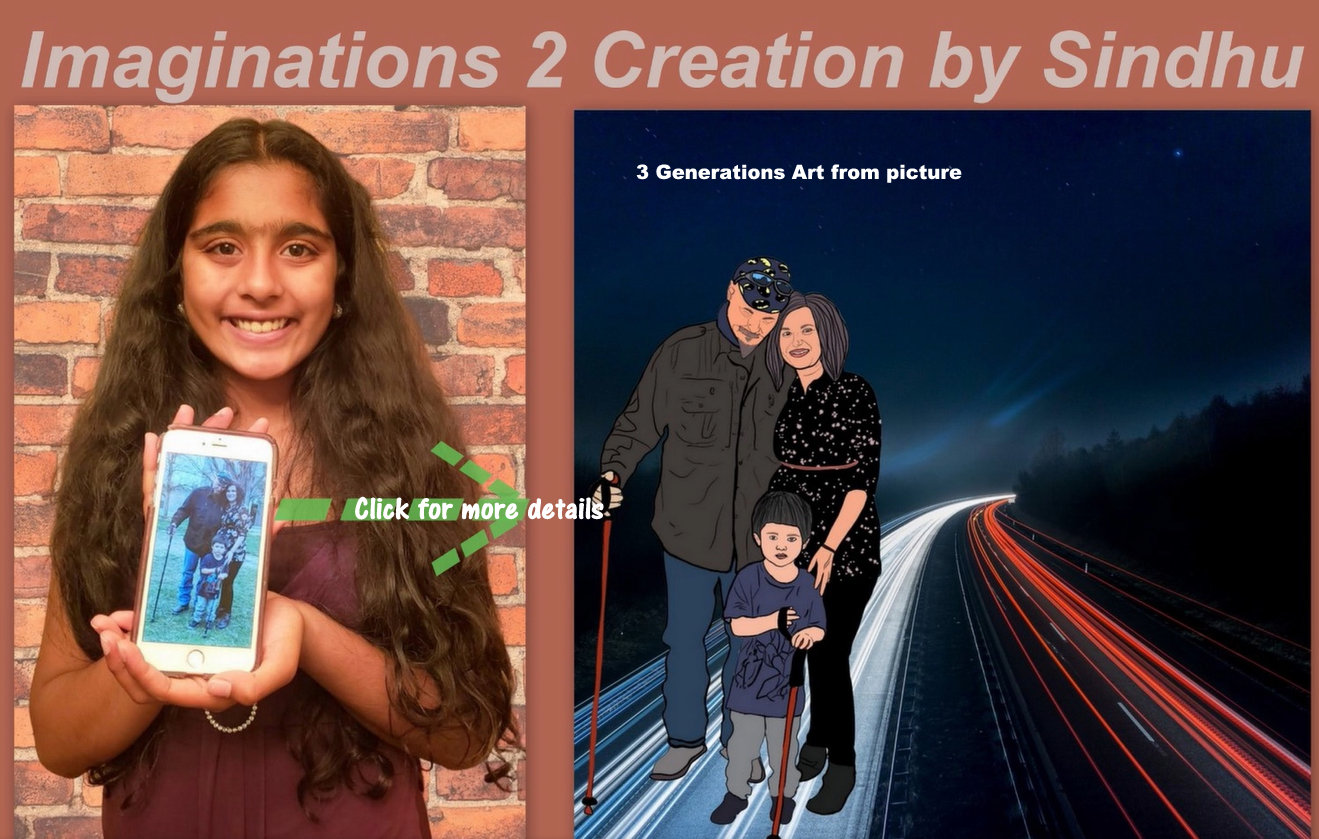 Imaginations 2 Creation by Sindhu
3 Generations Art from picture
Click for more details